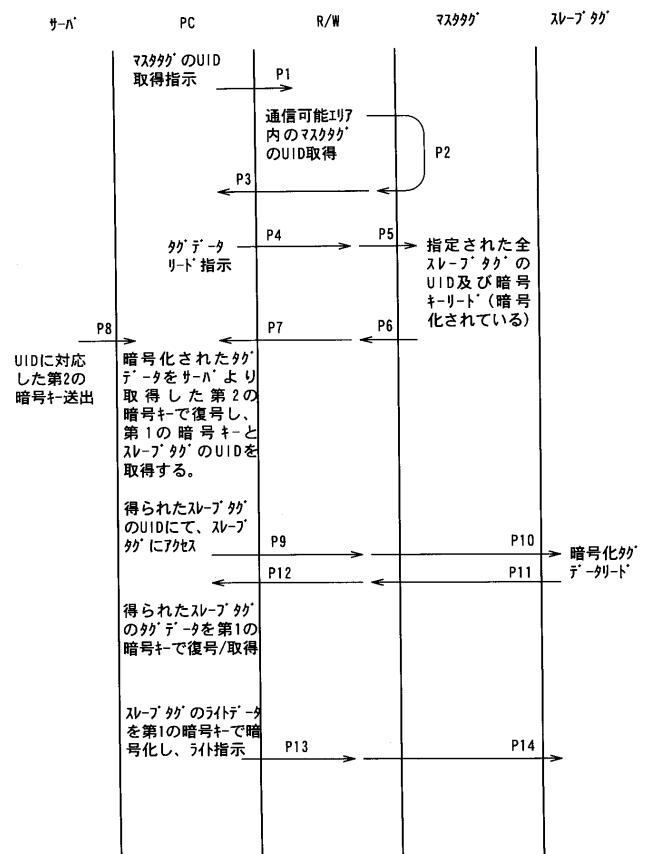 サーバ PC R/W マスタタグ スレーブタグ
マスタタグのUID
取得指示
P1
通信可能エリア
内のマスクタグ
のUID取得
P2
P3
タグデータ
リード指示
P4
P5
指定された全
スレーブタグの
UID及び暗号
キーリード(暗号
化されている)
P8
P7
P6
UIDに対応
した第2の
暗号キー送出
暗号化されたタグ
データをサーバより
取得した第2の
暗号キーで復号し、
第1の暗号キーと
スレーブタグのUIDを
取得する。
得られたスレーブタグ
のUIDにて、スレーブ
タグにアクセス
P9
P10
暗号化タグ
データリード
P12
P11
得られたスレーブタグ
のタグデータを第1の
暗号キーで復号/取得
スレーブタグのライトデータ
を第1の暗号キーで暗
号化し、ライト指示
P13
P14